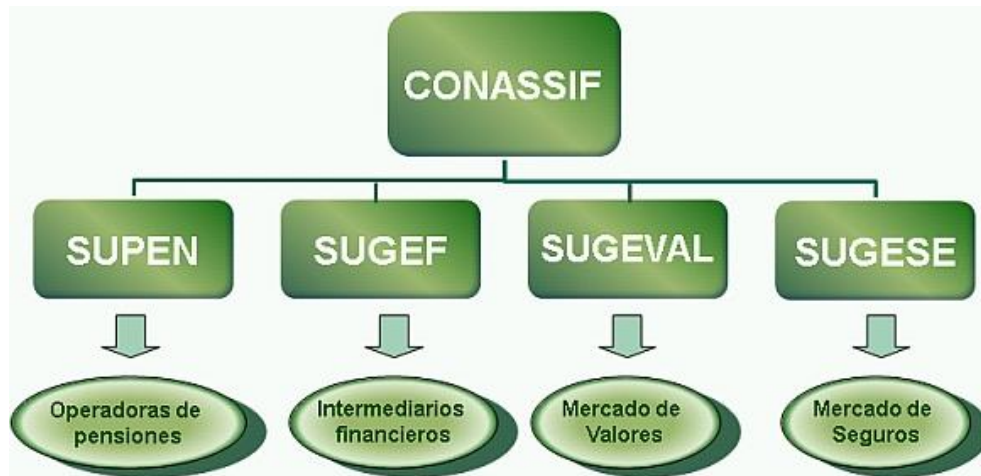 CONASSIF
SUPEN
SUGEF
SUGEVAL
SUGESE
Operadoras de
pensiones
Intermediarios
financieros
Mercado de
Valores
Mercado de
Seguros